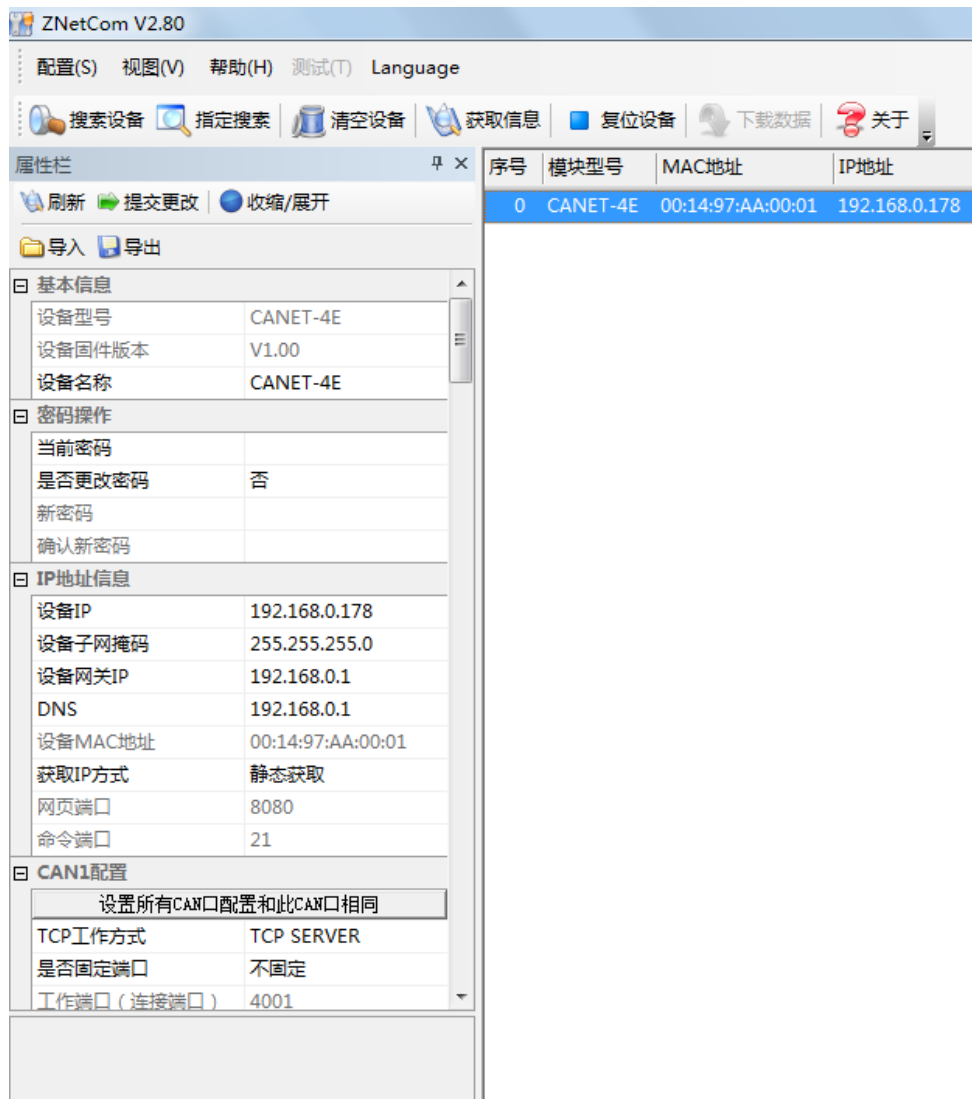 ZNetCom V2.80
配置(S) 视图(V) 帮助(H) 测试(T) Language
搜索设备 指定搜索 清空设备 获取信息 复位设备 下载数据 关于
属性栏
刷新 提交更改 收缩/展开
导入 导出
基本信息
设备型号 CANET-4E
设备固件版本 V1.00
设备名称 CANET-4E
密码操作
当前密码
是否更改密码 否
新密码
确认新密码
IP地址信息
设备IP 192.168.0.178
设备子网掩码 255.255.255.0
设备网关IP 192.168.0.1
DNS 192.168.0.1
设备MAC地址 00:14:97:AA:00:01
获取IP方式 静态获取
网页端口 8080
命令端口 21
CAN1配置
设置所有CAN口配置和此CAN口相同
TCP工作方式 TCP SERVER
是否固定端口 不固定
工作端口（连接端口） 4001
序号 模块型号 MAC地址 IP地址
0 CANET-4E 00:14:97:AA:00:01 192.168.0.178